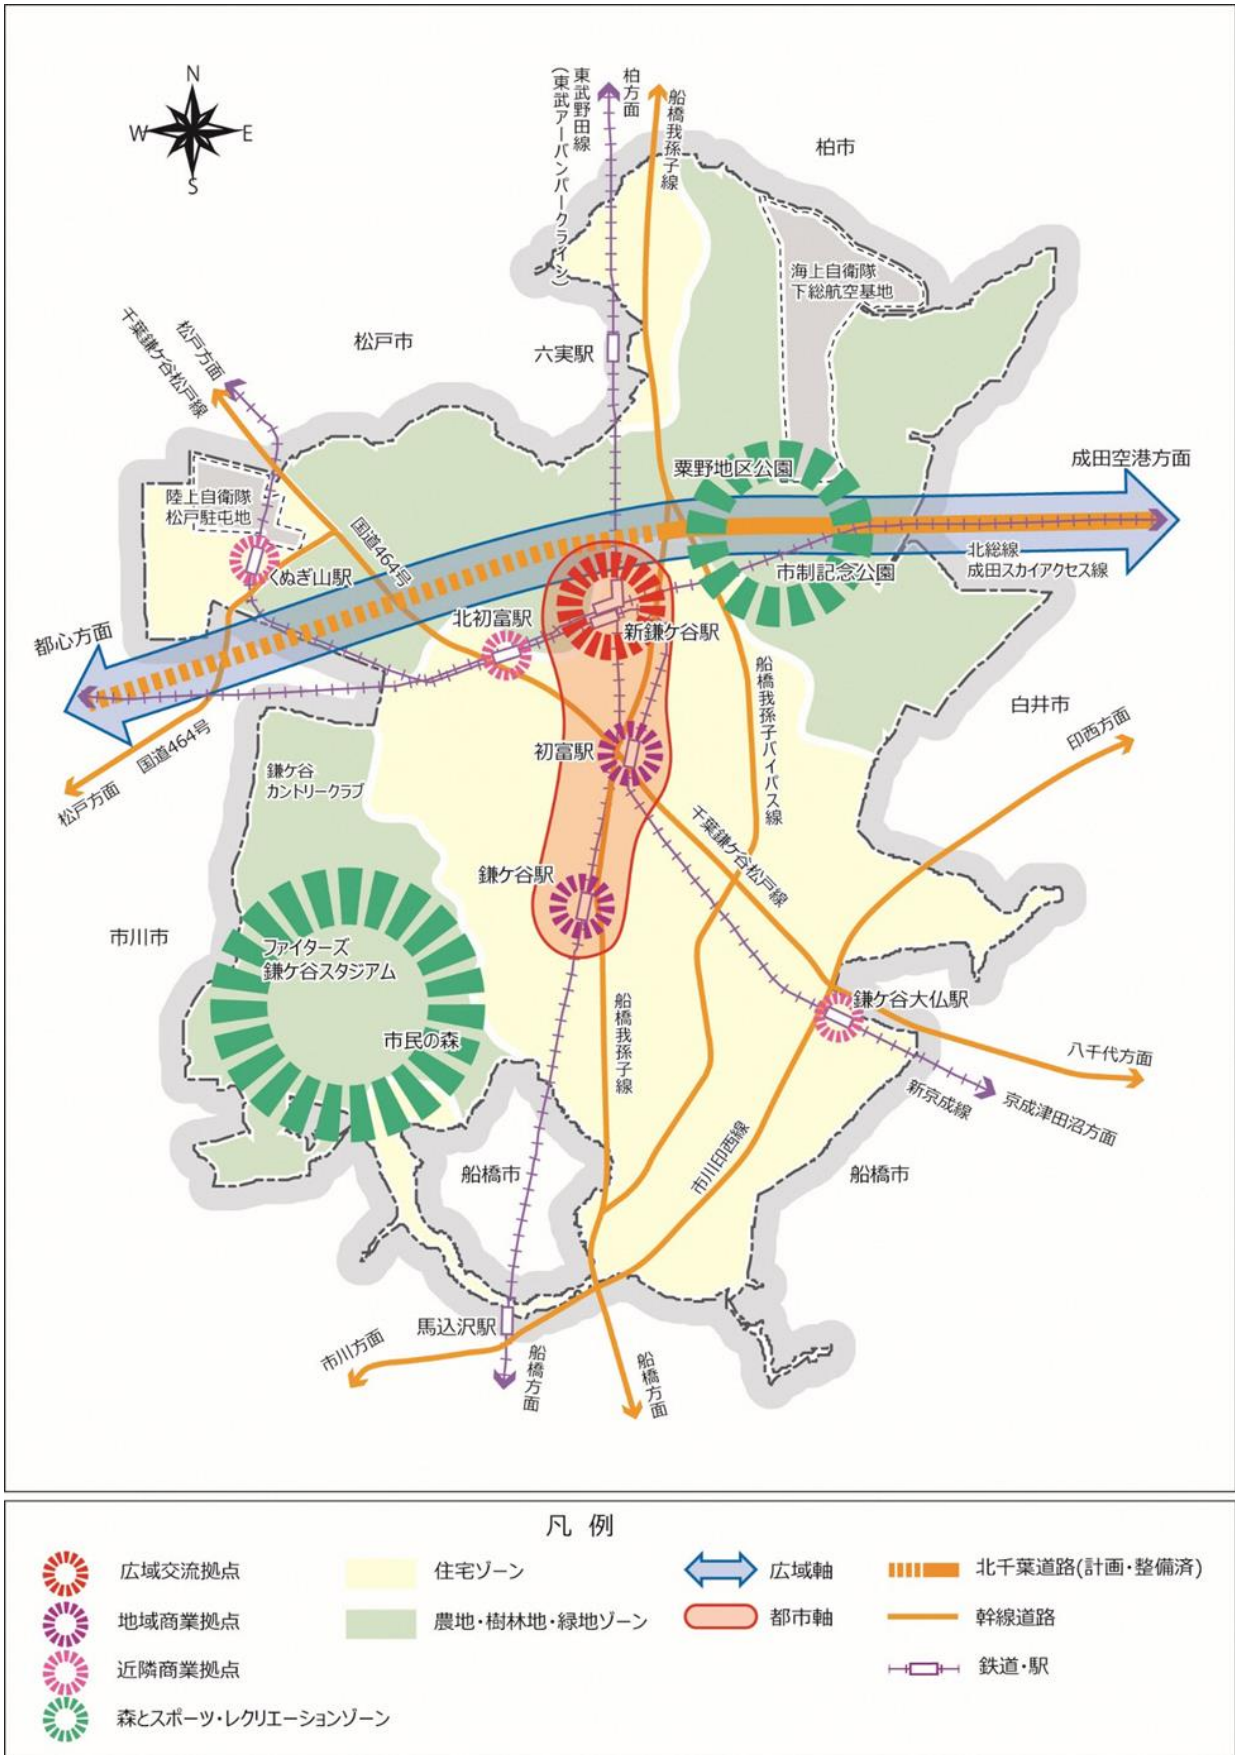 N
W
E
S
東武野田線
(東武アーバンパークライン)
柏方面
船橋我孫子線
柏市
海上自衛隊
下総航空基地
松戸市
六実駅
松戸方面
千葉鎌ケ谷松戸線
粟野地区公園
成田空港方面
陸上自衛隊
松戸駐屯地
国道464号
北総線
成田スカイアクセス線
くぬぎ山駅
市制記念公園
北初富駅
新鎌ケ谷駅
都心方面
船橋我孫子バイパス線
白井市
印西方面
国道464号
松戸方面
初富駅
鎌ケ谷
カントリークラブ
千葉鎌ケ谷松戸線
鎌ケ谷駅
市川市
ファイターズ
鎌ケ谷スタジアム
市民の森
船橋我孫子線
鎌ケ谷大仏駅
八千代方面
新京成線
京成津田沼方面
船橋市
市川印西線
船橋市
馬込沢駅
市川方面
船橋方面
船橋方面
凡 例
広域交流拠点
住宅ゾーン
広域軸
北千葉道路(計画・整備済)
地域商業拠点
農地・樹林地・緑地ゾーン
都市軸
幹線道路
近隣商業拠点
鉄道・駅
森とスポーツ・レクリエーションゾーン